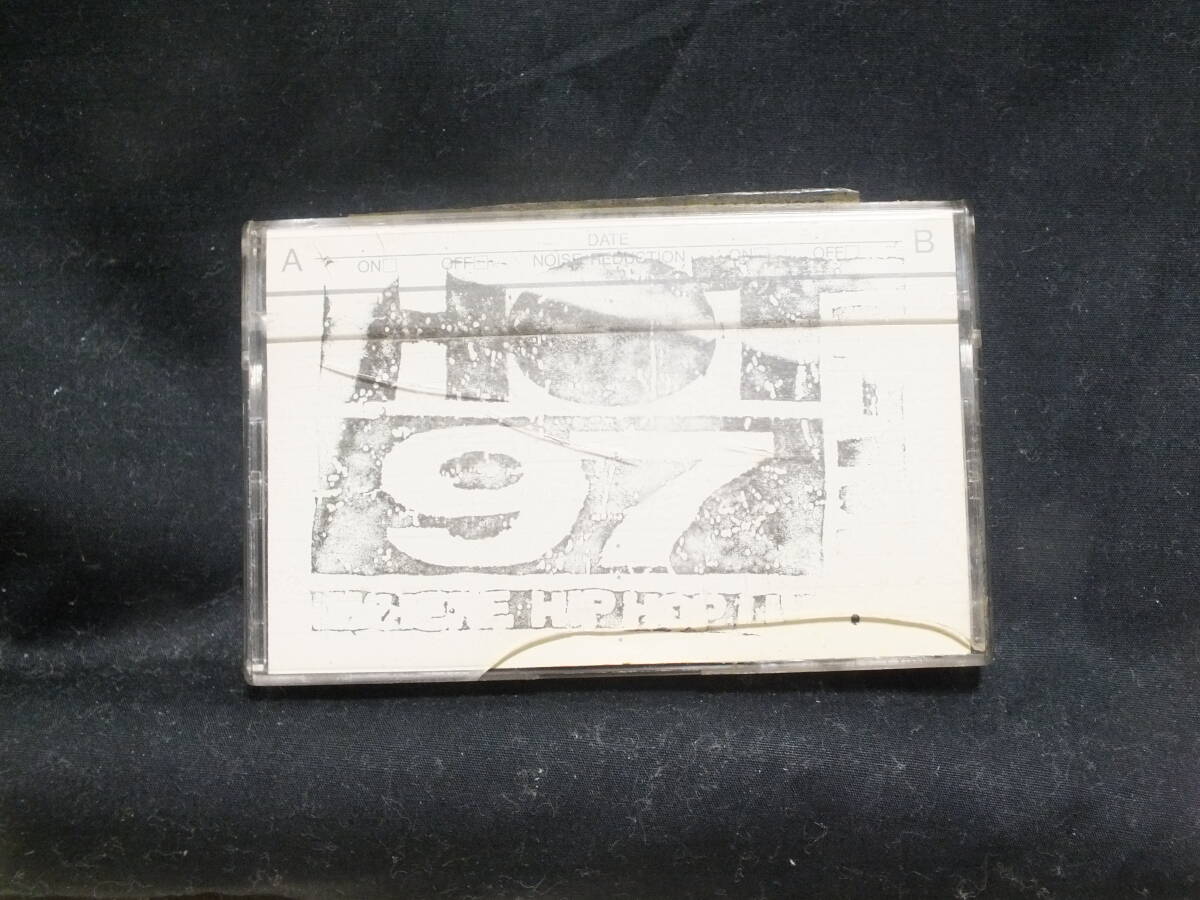 DATE
A ON OFF NOISE REDUCTION ON OFF B
HOT
97
HIP HOP